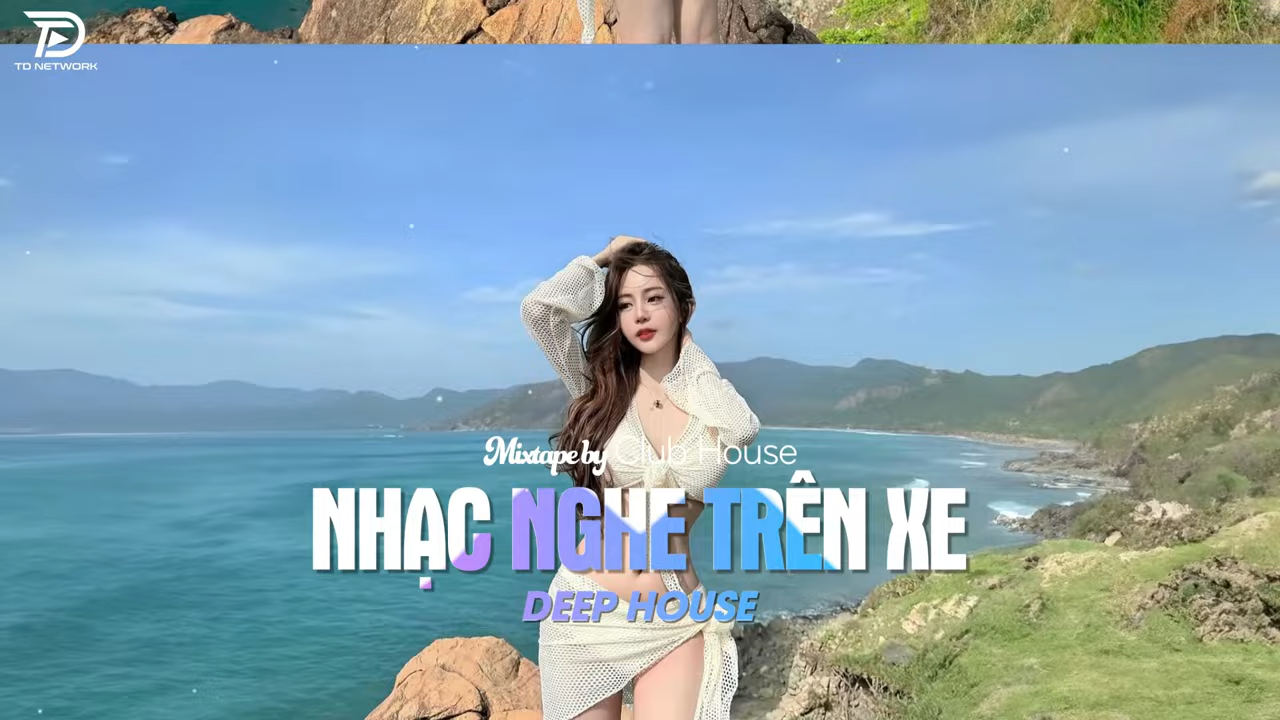 TD NETWORK
Mixtape by Club House
NHẠC NGHE TRÊN XE
DEEP HOUSE